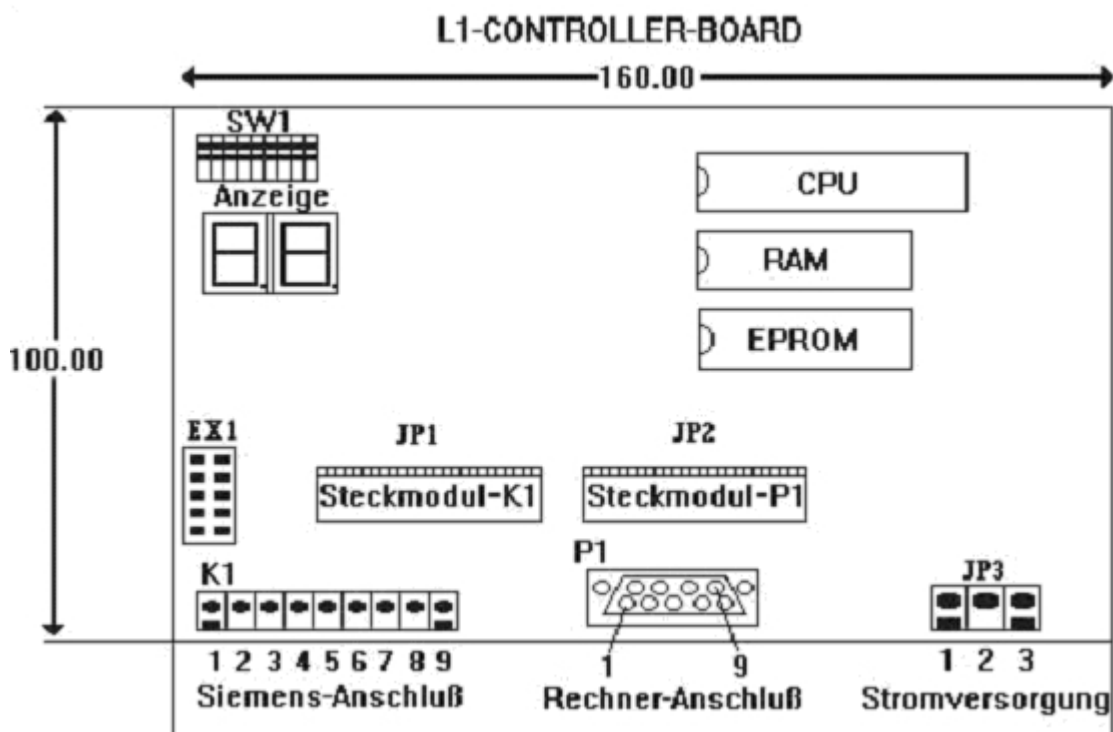 L1-CONTROLLER-BOARD
160.00
SW1
Anzeige
CPU
RAM
EPROM
100.00
EX1
JP1
JP2
Steckmodul-K1
Steckmodul-P1
K1
P1
JP3
1 2 3 4 5 6 7 8 9
1 9
1 2 3
Siemens-Anschluß
Rechner-Anschluß
Stromversorgung